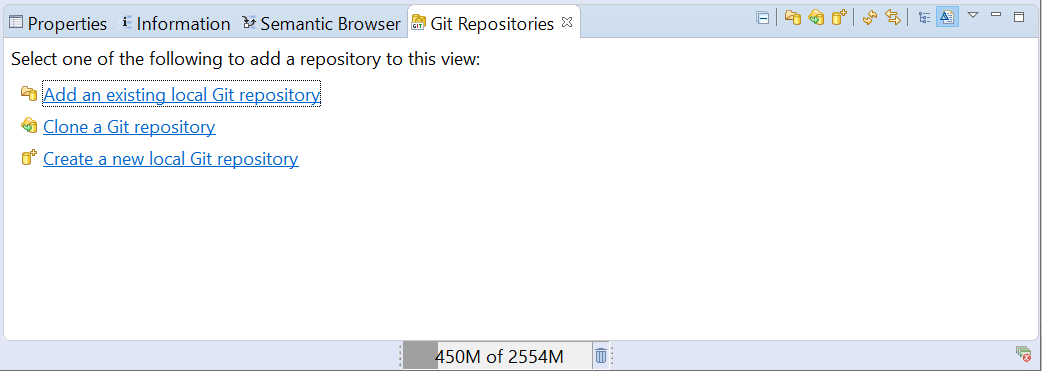 Properties Information Semantic Browser Git Repositories
Select one of the following to add a repository to this view:
Add an existing local Git repository
Clone a Git repository
Create a new local Git repository
450M of 2554M